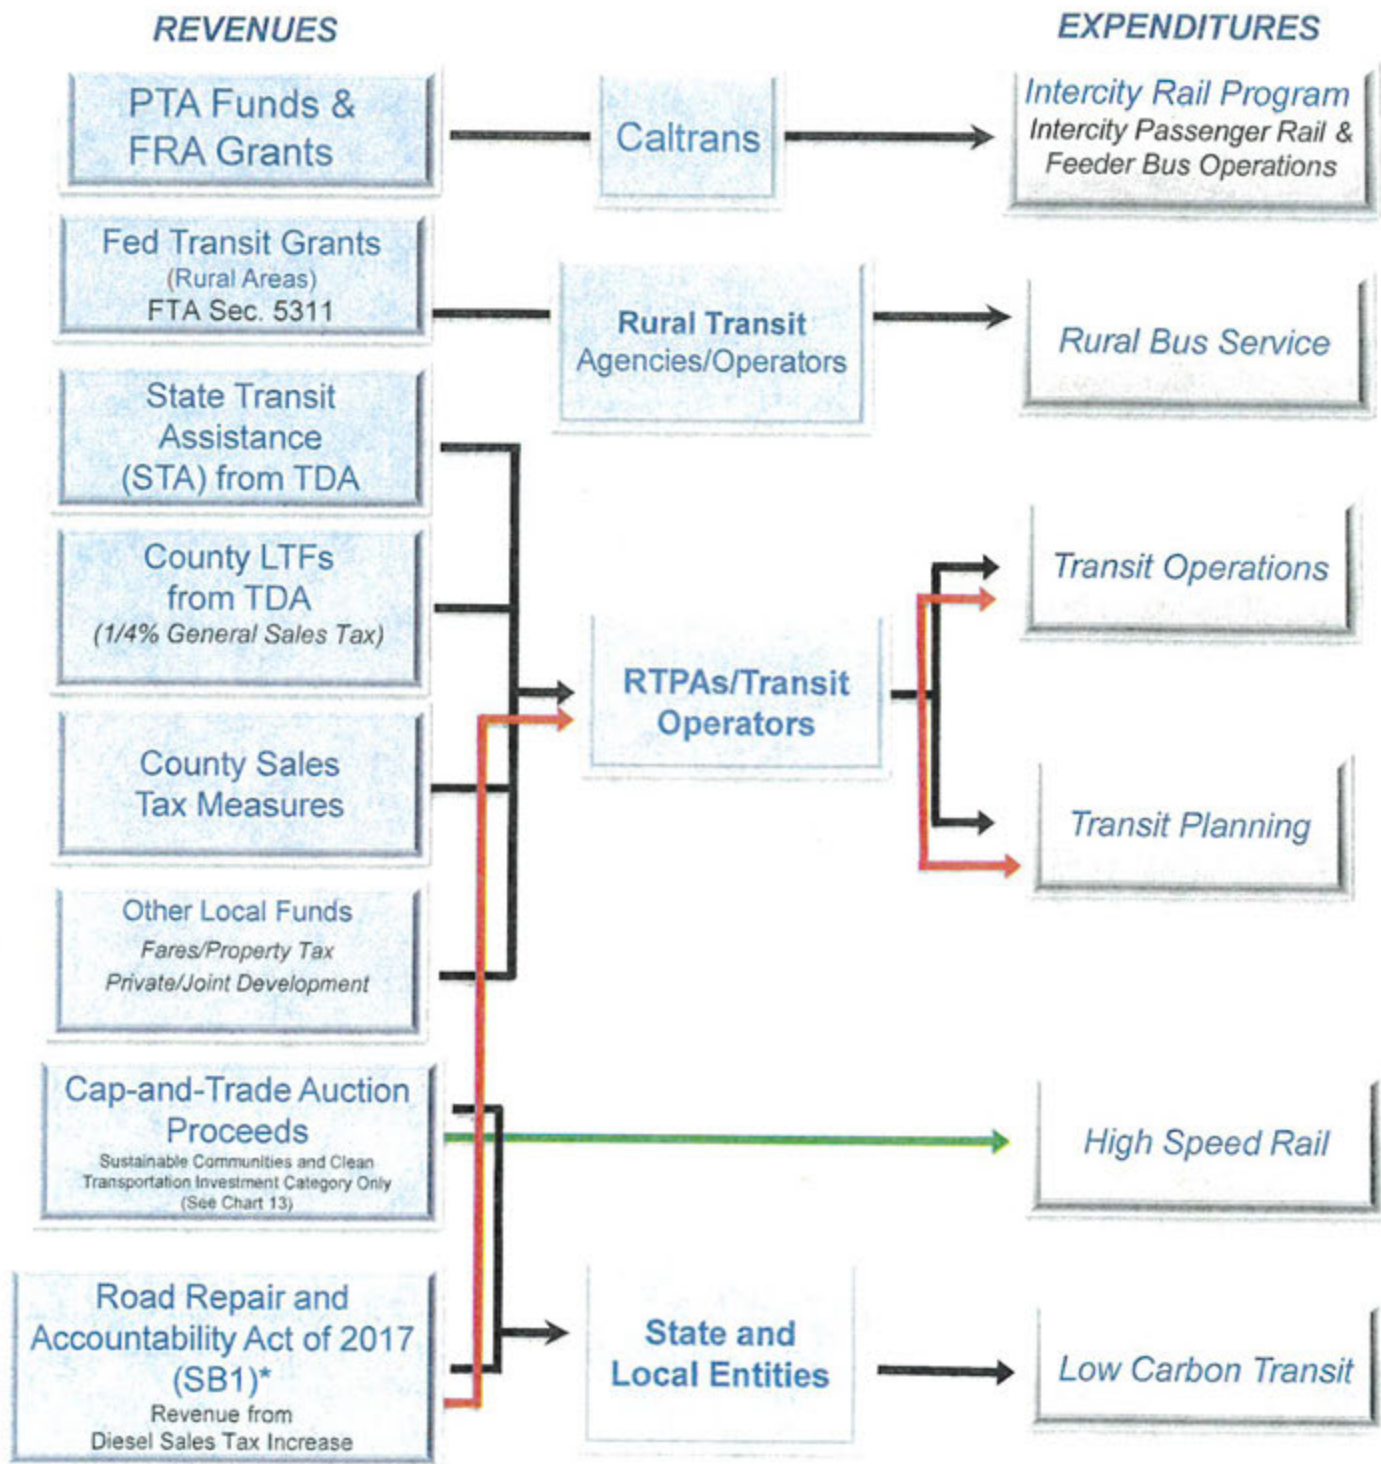 REVENUES
EXPENDITURES
PTA Funds &
FRA Grants
Caltrans
Intercity Rail Program
Intercity Passenger Rail &
Feeder Bus Operations
Fed Transit Grants
(Rural Areas)
FTA Sec. 5311
Rural Transit
Agencies/Operators
Rural Bus Service
State Transit
Assistance
(STA) from TDA
County LTFs
from TDA
(1/4% General Sales Tax)
Transit Operations
RTPAs/Transit
Operators
County Sales
Tax Measures
Transit Planning
Other Local Funds
Fares/Property Tax
Private/Joint Development
Cap-and-Trade Auction
Proceeds
Sustainable Communities and Clean
Transportation Investment Category Only
(See Chart 13)
High Speed Rail
Road Repair and
Accountability Act of 2017
(SB1)*
Revenue from
Diesel Sales Tax Increase
State and
Local Entities
Low Carbon Transit